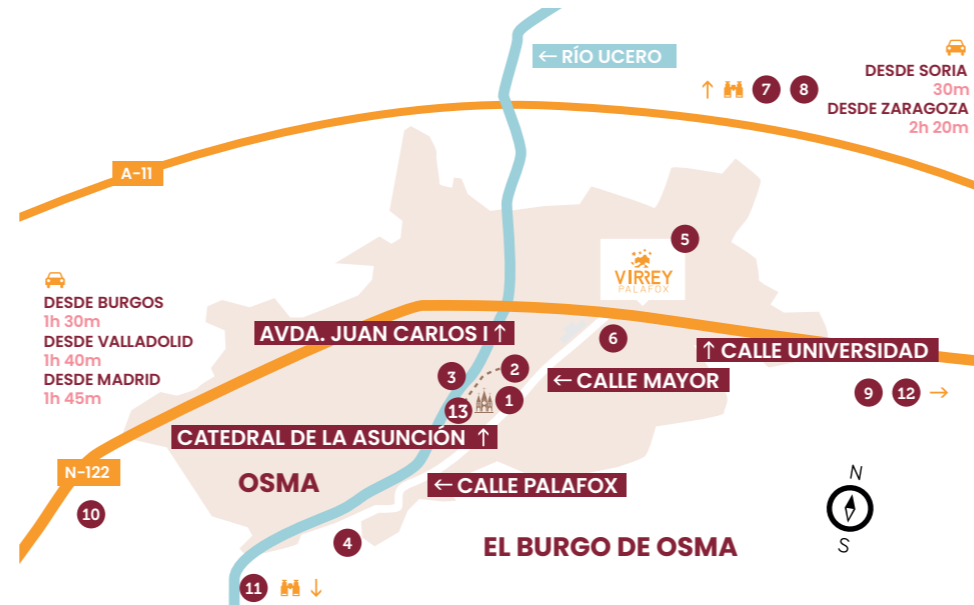 ← RÍO UCERO
↑ 7 8
DESDE SORIA
30m
DESDE ZARAGOZA
2h 20m
A-11
5
VIRREY
PALAFOX
DESDE BURGOS
1h 30m
DESDE VALLADOLID
1h 40m
DESDE MADRID
1h 45m
AVDA. JUAN CARLOS I ↑
6
↑ CALLE UNIVERSIDAD
3
2
← CALLE MAYOR
9 12 →
13
1
CATEDRAL DE LA ASUNCIÓN ↑
N-122
OSMA
← CALLE PALAFOX
N
S
10
4
EL BURGO DE OSMA
11 ↓